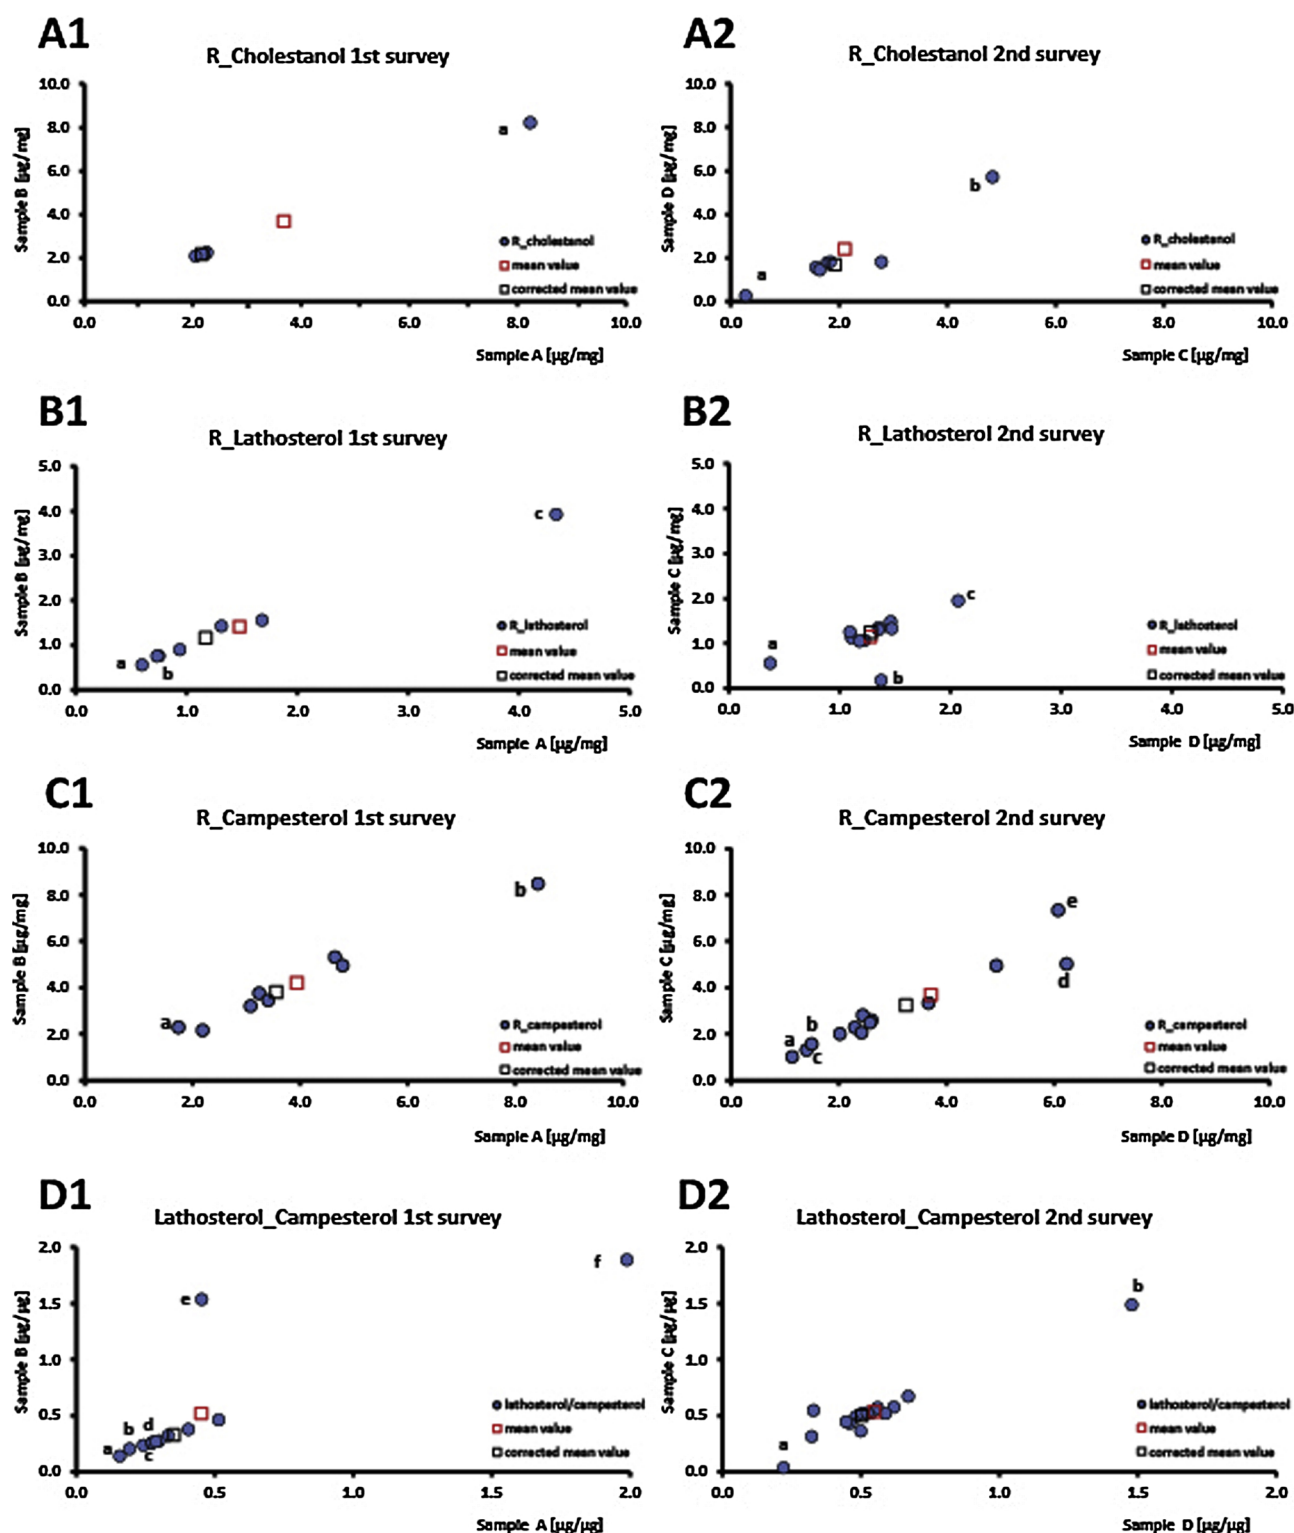 A1
R_Cholestanol 1st survey
Sample B [µg/mg]
10.0
8.0
6.0
4.0
2.0
0.0
a
R_cholestanol
mean value
corrected mean value
0.0 2.0 4.0 6.0 8.0 10.0
Sample A [µg/mg]
A2
R_Cholestanol 2nd survey
Sample D [µg/mg]
10.0
8.0
6.0
4.0
2.0
0.0
b
a
R_cholestanol
mean value
corrected mean value
0.0 2.0 4.0 6.0 8.0 10.0
Sample C [µg/mg]
B1
R_Lathosterol 1st survey
Sample B [µg/mg]
5.0
4.0
3.0
2.0
1.0
0.0
c
a
b
R_lathosterol
mean value
corrected mean value
0.0 1.0 2.0 3.0 4.0 5.0
Sample A [µg/mg]
B2
R_Lathosterol 2nd survey
Sample C [µg/mg]
5.0
4.0
3.0
2.0
1.0
0.0
c
a
b
R_lathosterol
mean value
corrected mean value
0.0 1.0 2.0 3.0 4.0 5.0
Sample D [µg/mg]
C1
R_Campesterol 1st survey
Sample B [µg/mg]
10.0
8.0
6.0
4.0
2.0
0.0
b
a
R_campesterol
mean value
corrected mean value
0.0 2.0 4.0 6.0 8.0 10.0
Sample A [µg/mg]
C2
R_Campesterol 2nd survey
Sample C [µg/mg]
10.0
8.0
6.0
4.0
2.0
0.0
e
d
b
a
c
R_campesterol
mean value
corrected mean value
0.0 2.0 4.0 6.0 8.0 10.0
Sample D [µg/mg]
D1
Lathosterol_Campesterol 1st survey
Sample B [µg/µg]
2.0
1.5
1.0
0.5
0.0
f
e
b d
a
c
lathosterol/campesterol
mean value
corrected mean value
0.0 0.5 1.0 1.5 2.0
Sample A [µg/µg]
D2
Lathosterol_Campesterol 2nd survey
Sample C [µg/µg]
2.0
1.5
1.0
0.5
0.0
b
a
lathosterol/campesterol
mean value
corrected mean value
0.0 0.5 1.0 1.5 2.0
Sample D [µg/µg]